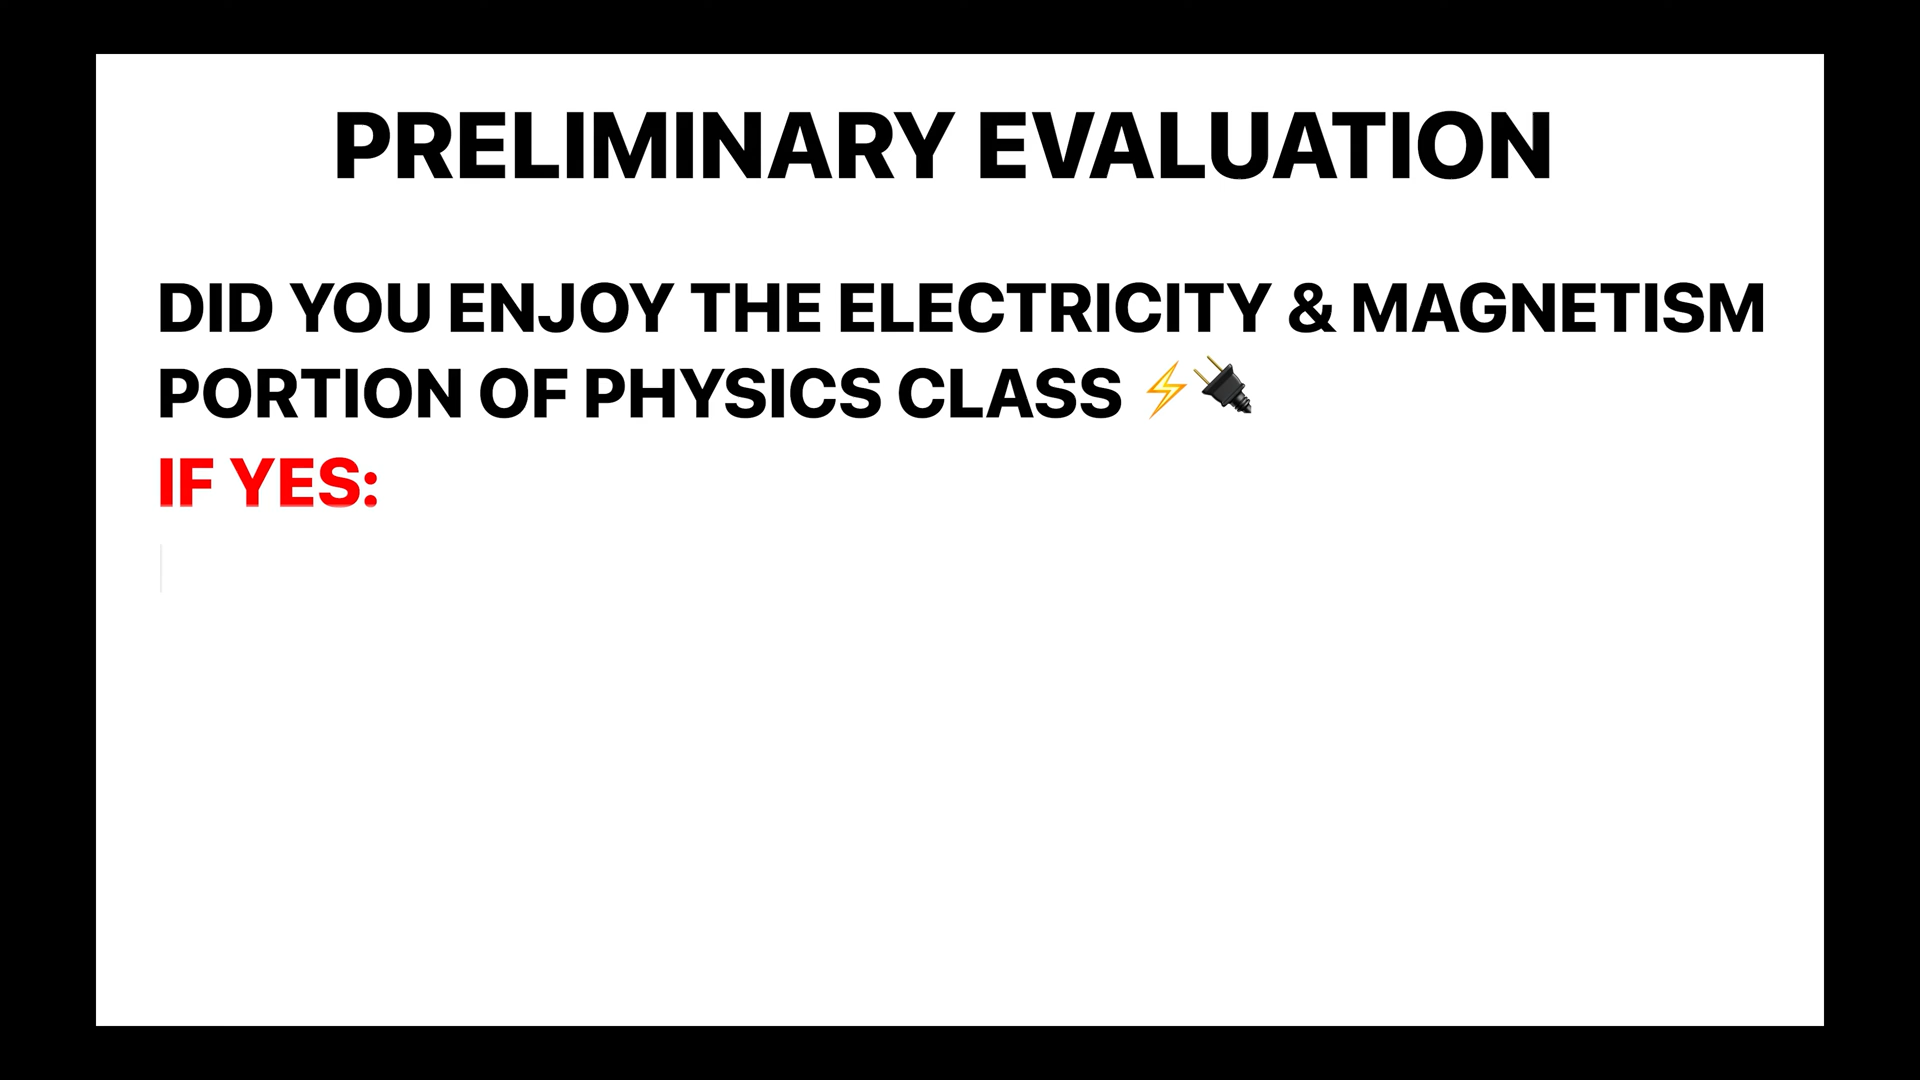 PRELIMINARY EVALUATION
DID YOU ENJOY THE ELECTRICITY & MAGNETISM
PORTION OF PHYSICS CLASS ⚡🔌
IF YES: